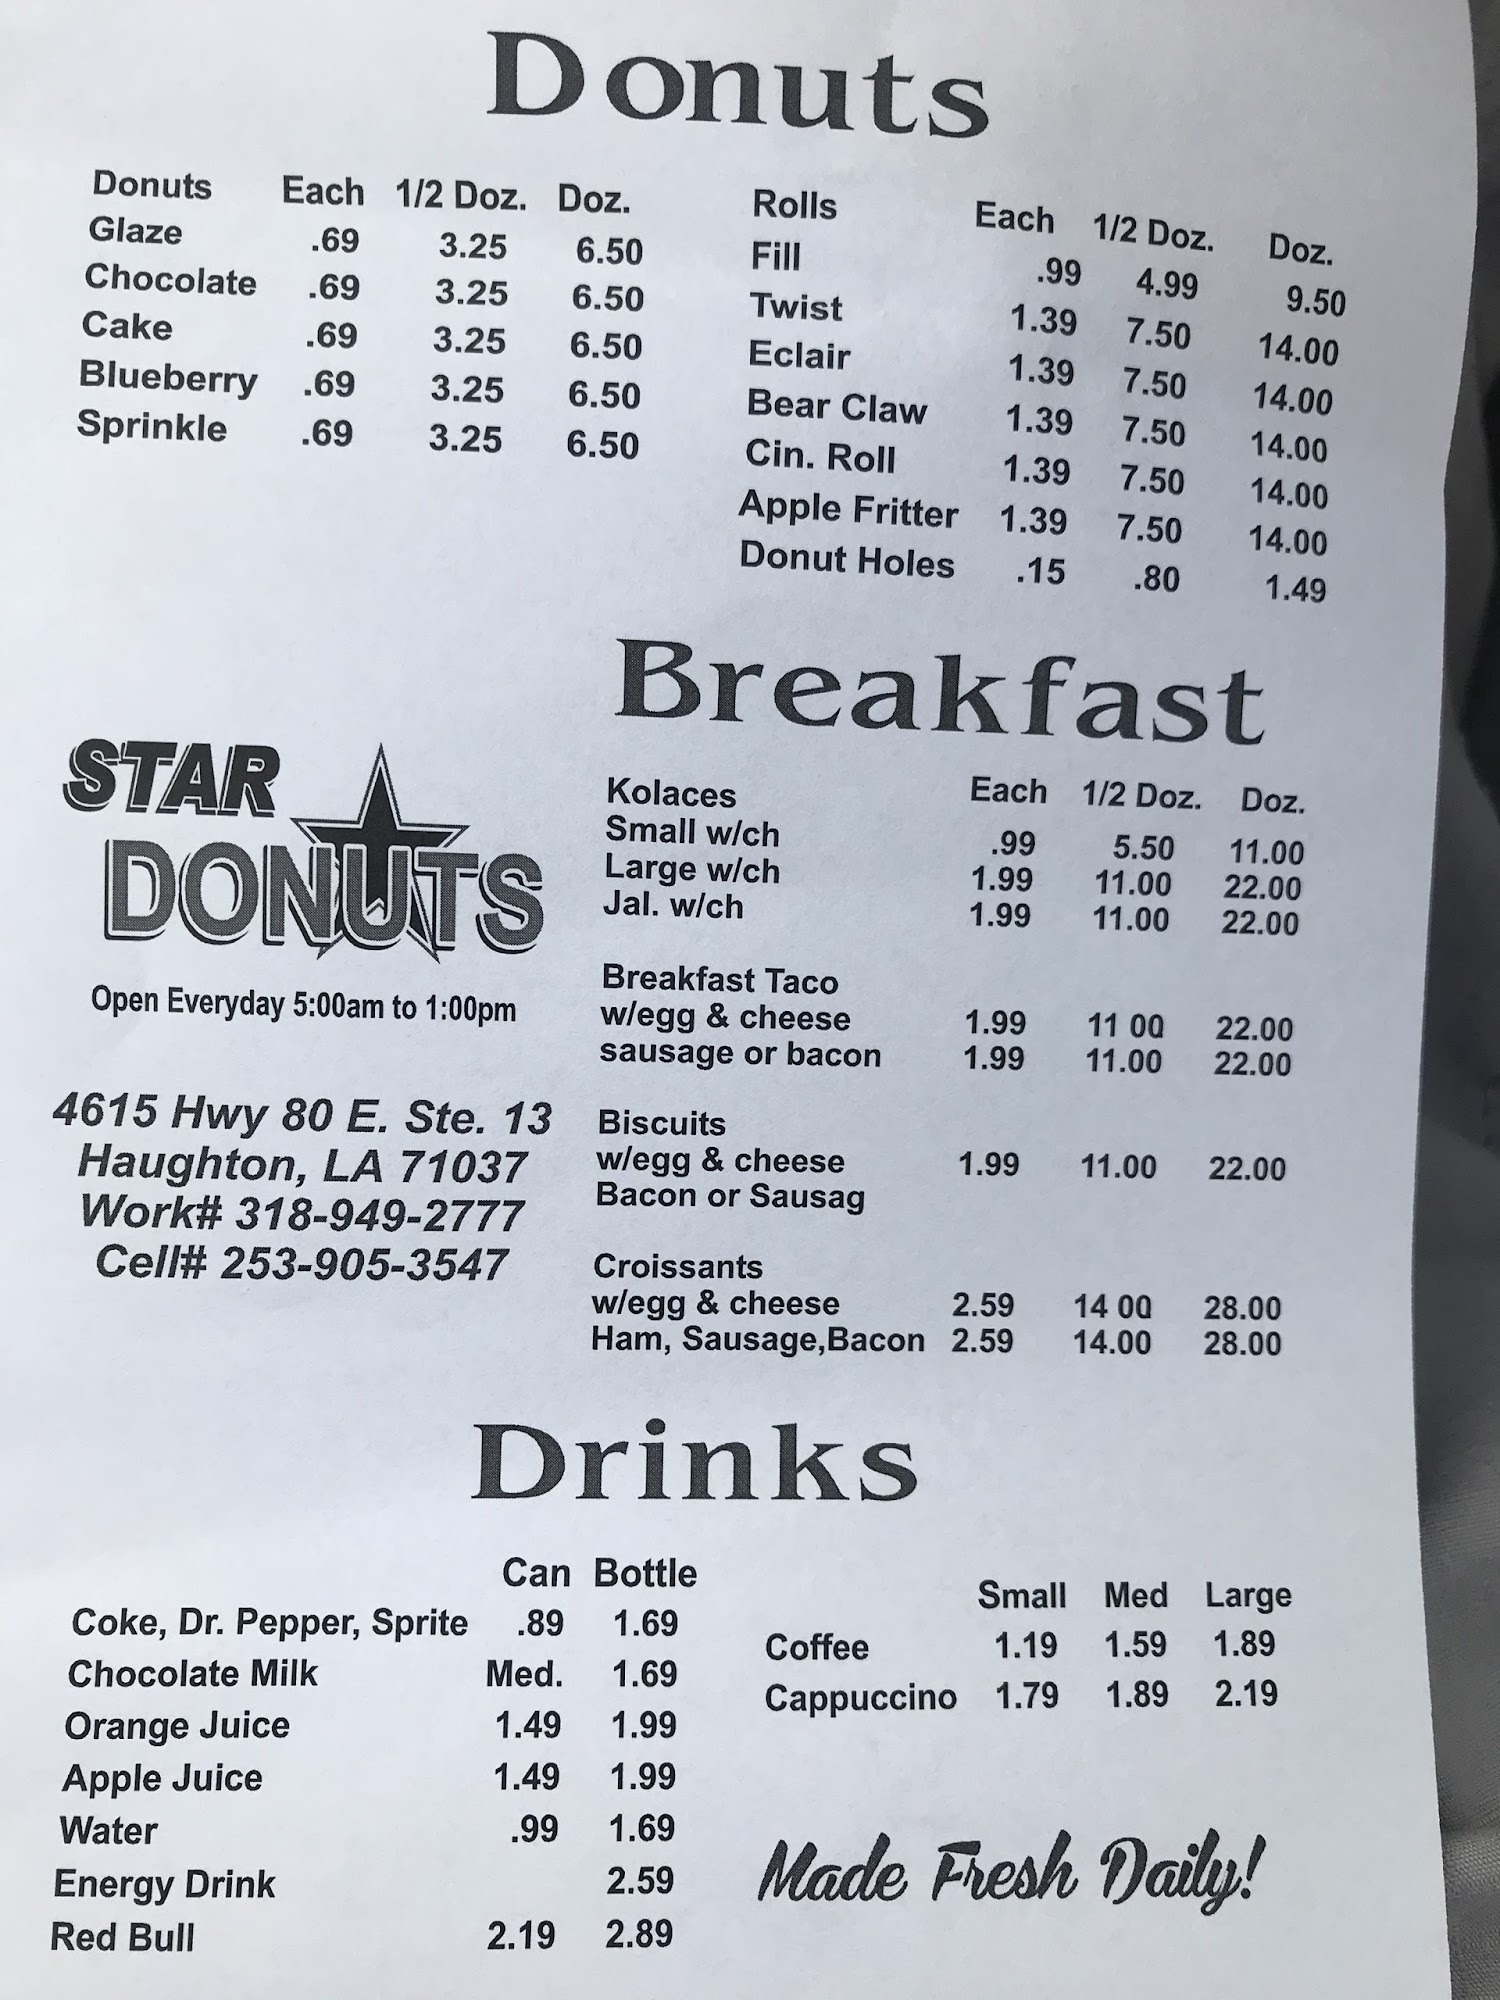 Donuts
Donuts Each 1/2 Doz. Doz.
Glaze .69 3.25 6.50
Chocolate .69 3.25 6.50
Cake .69 3.25 6.50
Blueberry .69 3.25 6.50
Sprinkle .69 3.25 6.50
Rolls Each 1/2 Doz. Doz.
Fill .99 4.99 9.50
Twist 1.39 7.50 14.00
Eclair 1.39 7.50 14.00
Bear Claw 1.39 7.50 14.00
Cin. Roll 1.39 7.50 14.00
Apple Fritter 1.39 7.50 14.00
Donut Holes .15 .80 1.49
STAR
DONUTS
Open Everyday 5:00am to 1:00pm
4615 Hwy 80 E. Ste. 13
Haughton, LA 71037
Work# 318-949-2777
Cell# 253-905-3547
Breakfast
Kolaces Each 1/2 Doz. Doz.
Small w/ch .99 5.50 11.00
Large w/ch 1.99 11.00 22.00
Jal. w/ch 1.99 11.00 22.00
Breakfast Taco
w/egg & cheese 1.99 11 00 22.00
sausage or bacon 1.99 11.00 22.00
Biscuits
w/egg & cheese 1.99 11.00 22.00
Bacon or Sausag
Croissants
w/egg & cheese 2.59 14 00 28.00
Ham, Sausage,Bacon 2.59 14.00 28.00
Drinks
Can Bottle
Coke, Dr. Pepper, Sprite .89 1.69
Chocolate Milk Med. 1.69
Orange Juice 1.49 1.99
Apple Juice 1.49 1.99
Water .99 1.69
Energy Drink 2.59
Red Bull 2.19 2.89
Small Med Large
Coffee 1.19 1.59 1.89
Cappuccino 1.79 1.89 2.19
Made Fresh Daily!